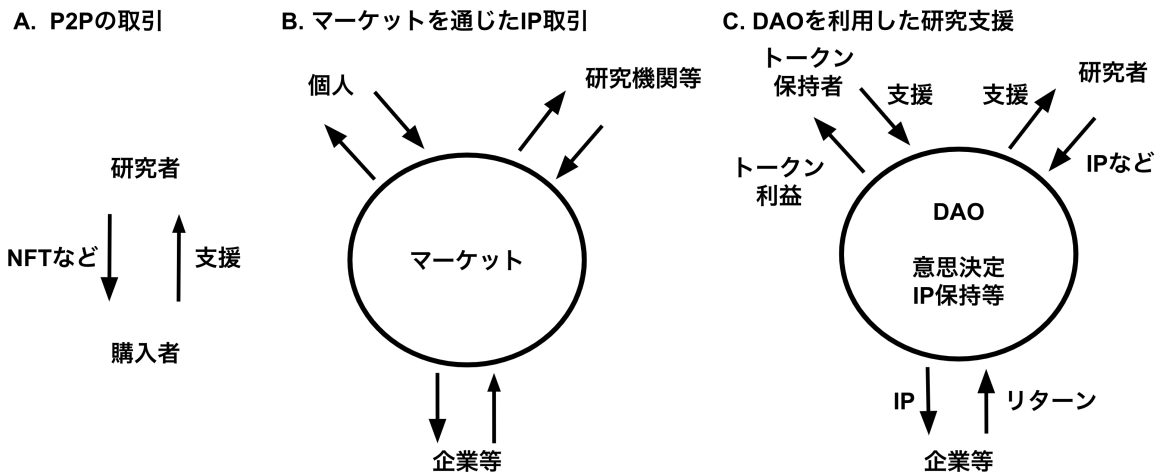 A. P2Pの取引
研究者
NFTなど
支援
購入者
B. マーケットを通じたIP取引
個人
研究機関等
マーケット
企業等
C. DAOを利用した研究支援
トークン
保持者
支援
支援
研究者
トークン
利益
IPなど
DAO
意思決定
IP保持等
IP
リターン
企業等